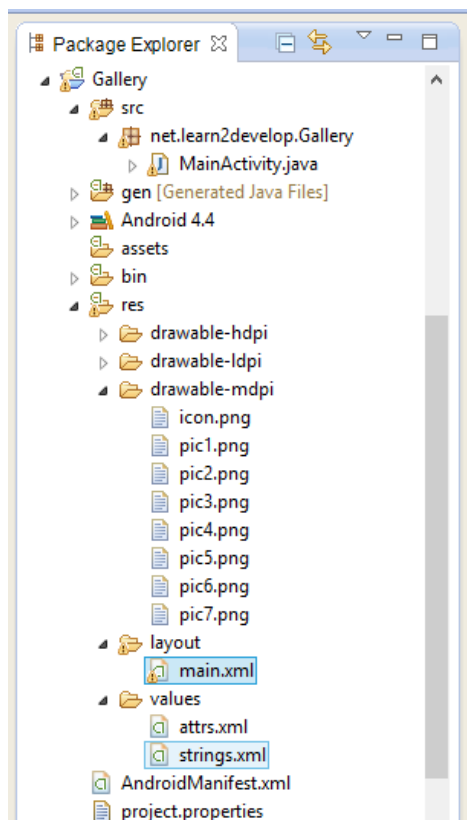 Package Explorer
Gallery
src
net.learn2develop.Gallery
MainActivity.java
gen [Generated Java Files]
Android 4.4
assets
bin
res
drawable-hdpi
drawable-ldpi
drawable-mdpi
icon.png
pic1.png
pic2.png
pic3.png
pic4.png
pic5.png
pic6.png
pic7.png
layout
main.xml
values
attrs.xml
strings.xml
AndroidManifest.xml
project.properties